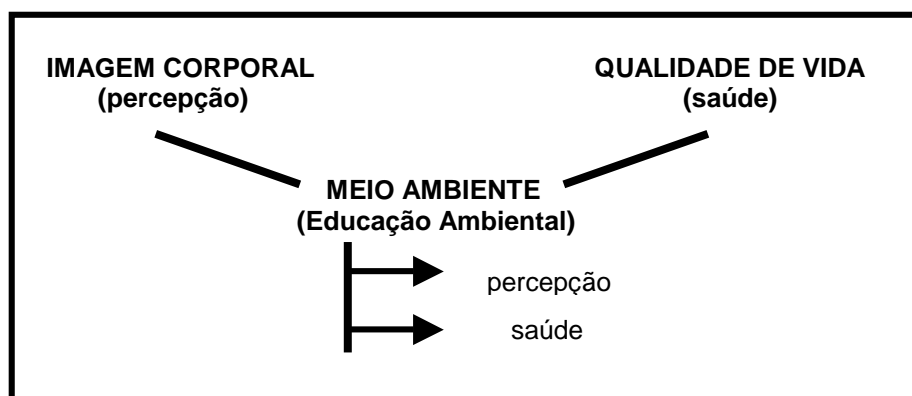 IMAGEM CORPORAL
(percepção)
QUALIDADE DE VIDA
(saúde)
MEIO AMBIENTE
(Educação Ambiental)
percepção
saúde